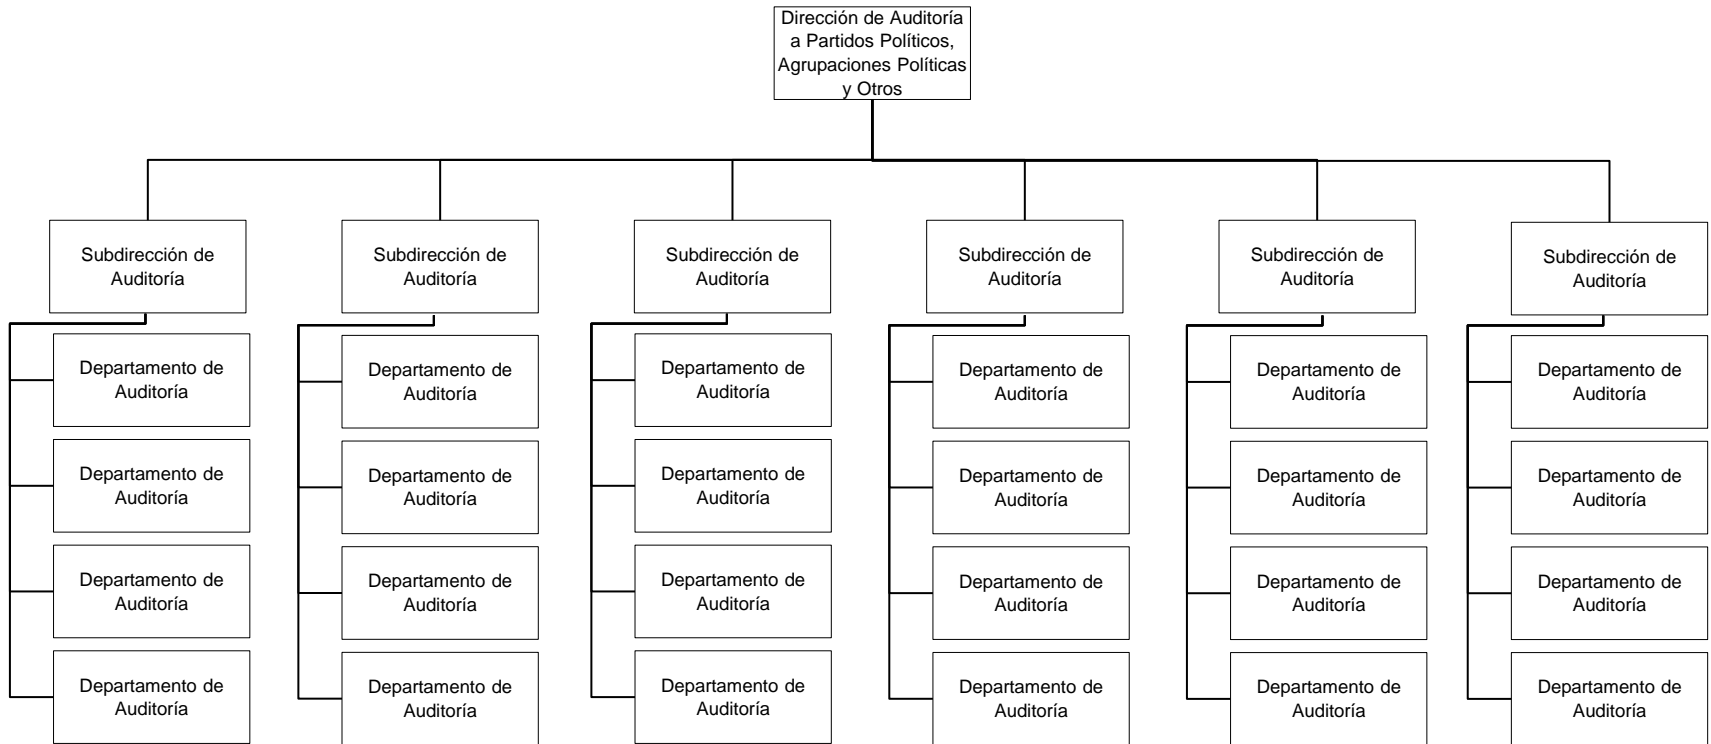 Dirección de Auditoría
a Partidos Políticos,
Agrupaciones Políticas
y Otros
Subdirección de
Auditoría
Subdirección de
Auditoría
Subdirección de
Auditoría
Subdirección de
Auditoría
Subdirección de
Auditoría
Subdirección de
Auditoría
Departamento de
Auditoría
Departamento de
Auditoría
Departamento de
Auditoría
Departamento de
Auditoría
Departamento de
Auditoría
Departamento de
Auditoría
Departamento de
Auditoría
Departamento de
Auditoría
Departamento de
Auditoría
Departamento de
Auditoría
Departamento de
Auditoría
Departamento de
Auditoría
Departamento de
Auditoría
Departamento de
Auditoría
Departamento de
Auditoría
Departamento de
Auditoría
Departamento de
Auditoría
Departamento de
Auditoría
Departamento de
Auditoría
Departamento de
Auditoría
Departamento de
Auditoría
Departamento de
Auditoría
Departamento de
Auditoría
Departamento de
Auditoría